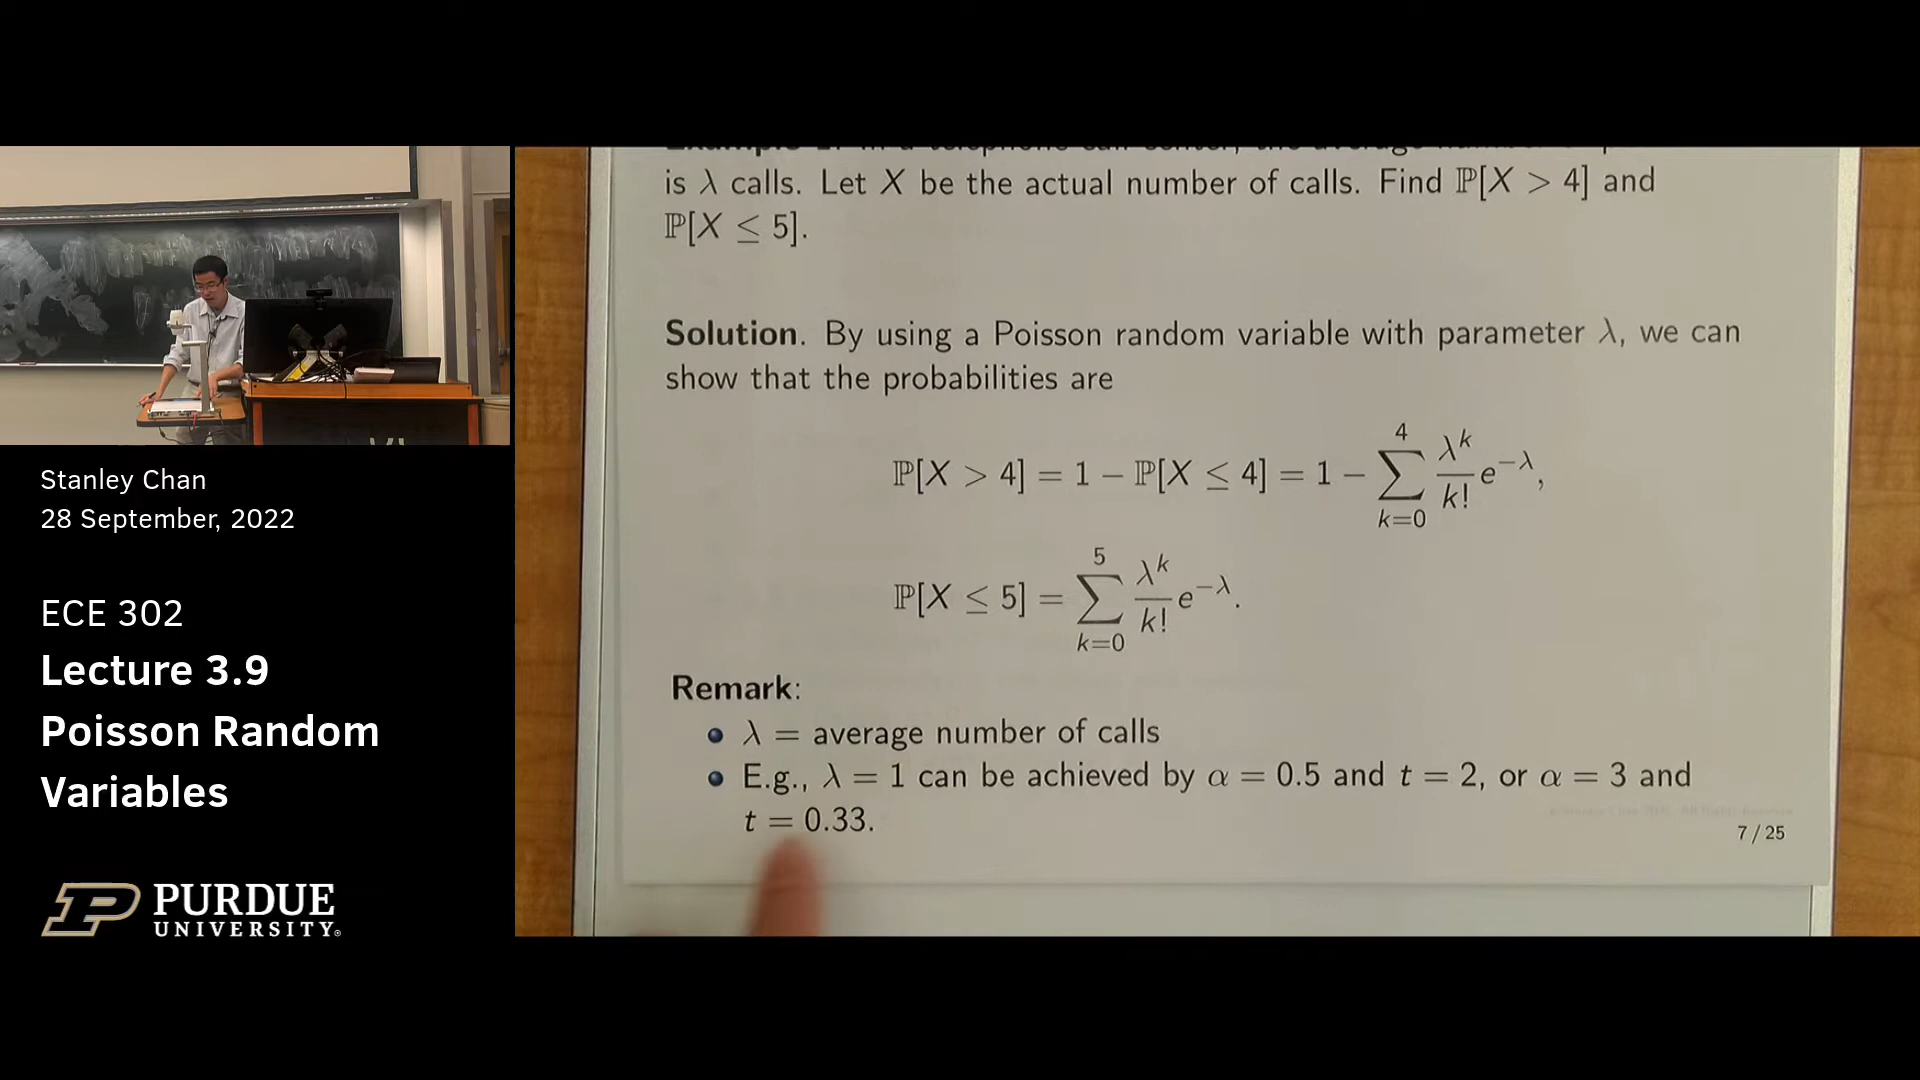 Stanley Chan
28 September, 2022
ECE 302
Lecture 3.9
Poisson Random
Variables
PURDUE
UNIVERSITY®
is λ calls. Let X be the actual number of calls. Find ℙ[X > 4] and
ℙ[X ≤ 5].
Solution. By using a Poisson random variable with parameter λ, we can
show that the probabilities are
ℙ[X > 4] = 1 − ℙ[X ≤ 4] = 1 − ∑_{k=0}^{4} λ^k/k! e^{−λ},
ℙ[X ≤ 5] = ∑_{k=0}^{5} λ^k/k! e^{−λ}.
Remark:
λ = average number of calls
E.g., λ = 1 can be achieved by α = 0.5 and t = 2, or α = 3 and
t = 0.33.
7 / 25